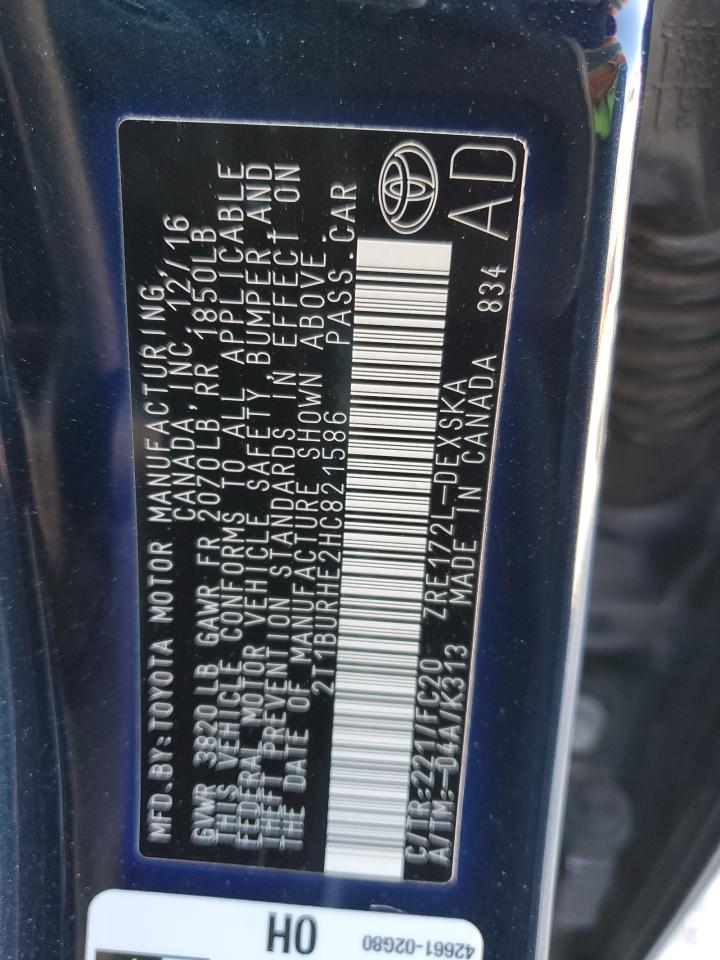 MFD.BY:TOYOTA MOTOR MANUFACTURING
CANADA, INC. 12/16
GVWR 3820LB GAWR FR 2070LB, RR 1850LB
THIS VEHICLE CONFORMS TO ALL APPLICABLE
FEDERAL MOTOR VEHICLE SAFETY, BUMPER AND
THEFT PREVENTION STANDARDS IN EFFECT ON
THE DATE OF MANUFACTURE SHOWN ABOVE.
2T1BURHE2HC821586 PASS.CAR
C/TR:221/FC20 ZRE172L-DEXSKA
A/TM:-04A/K313 MADE IN CANADA 834
AD
OH
42661-02G80